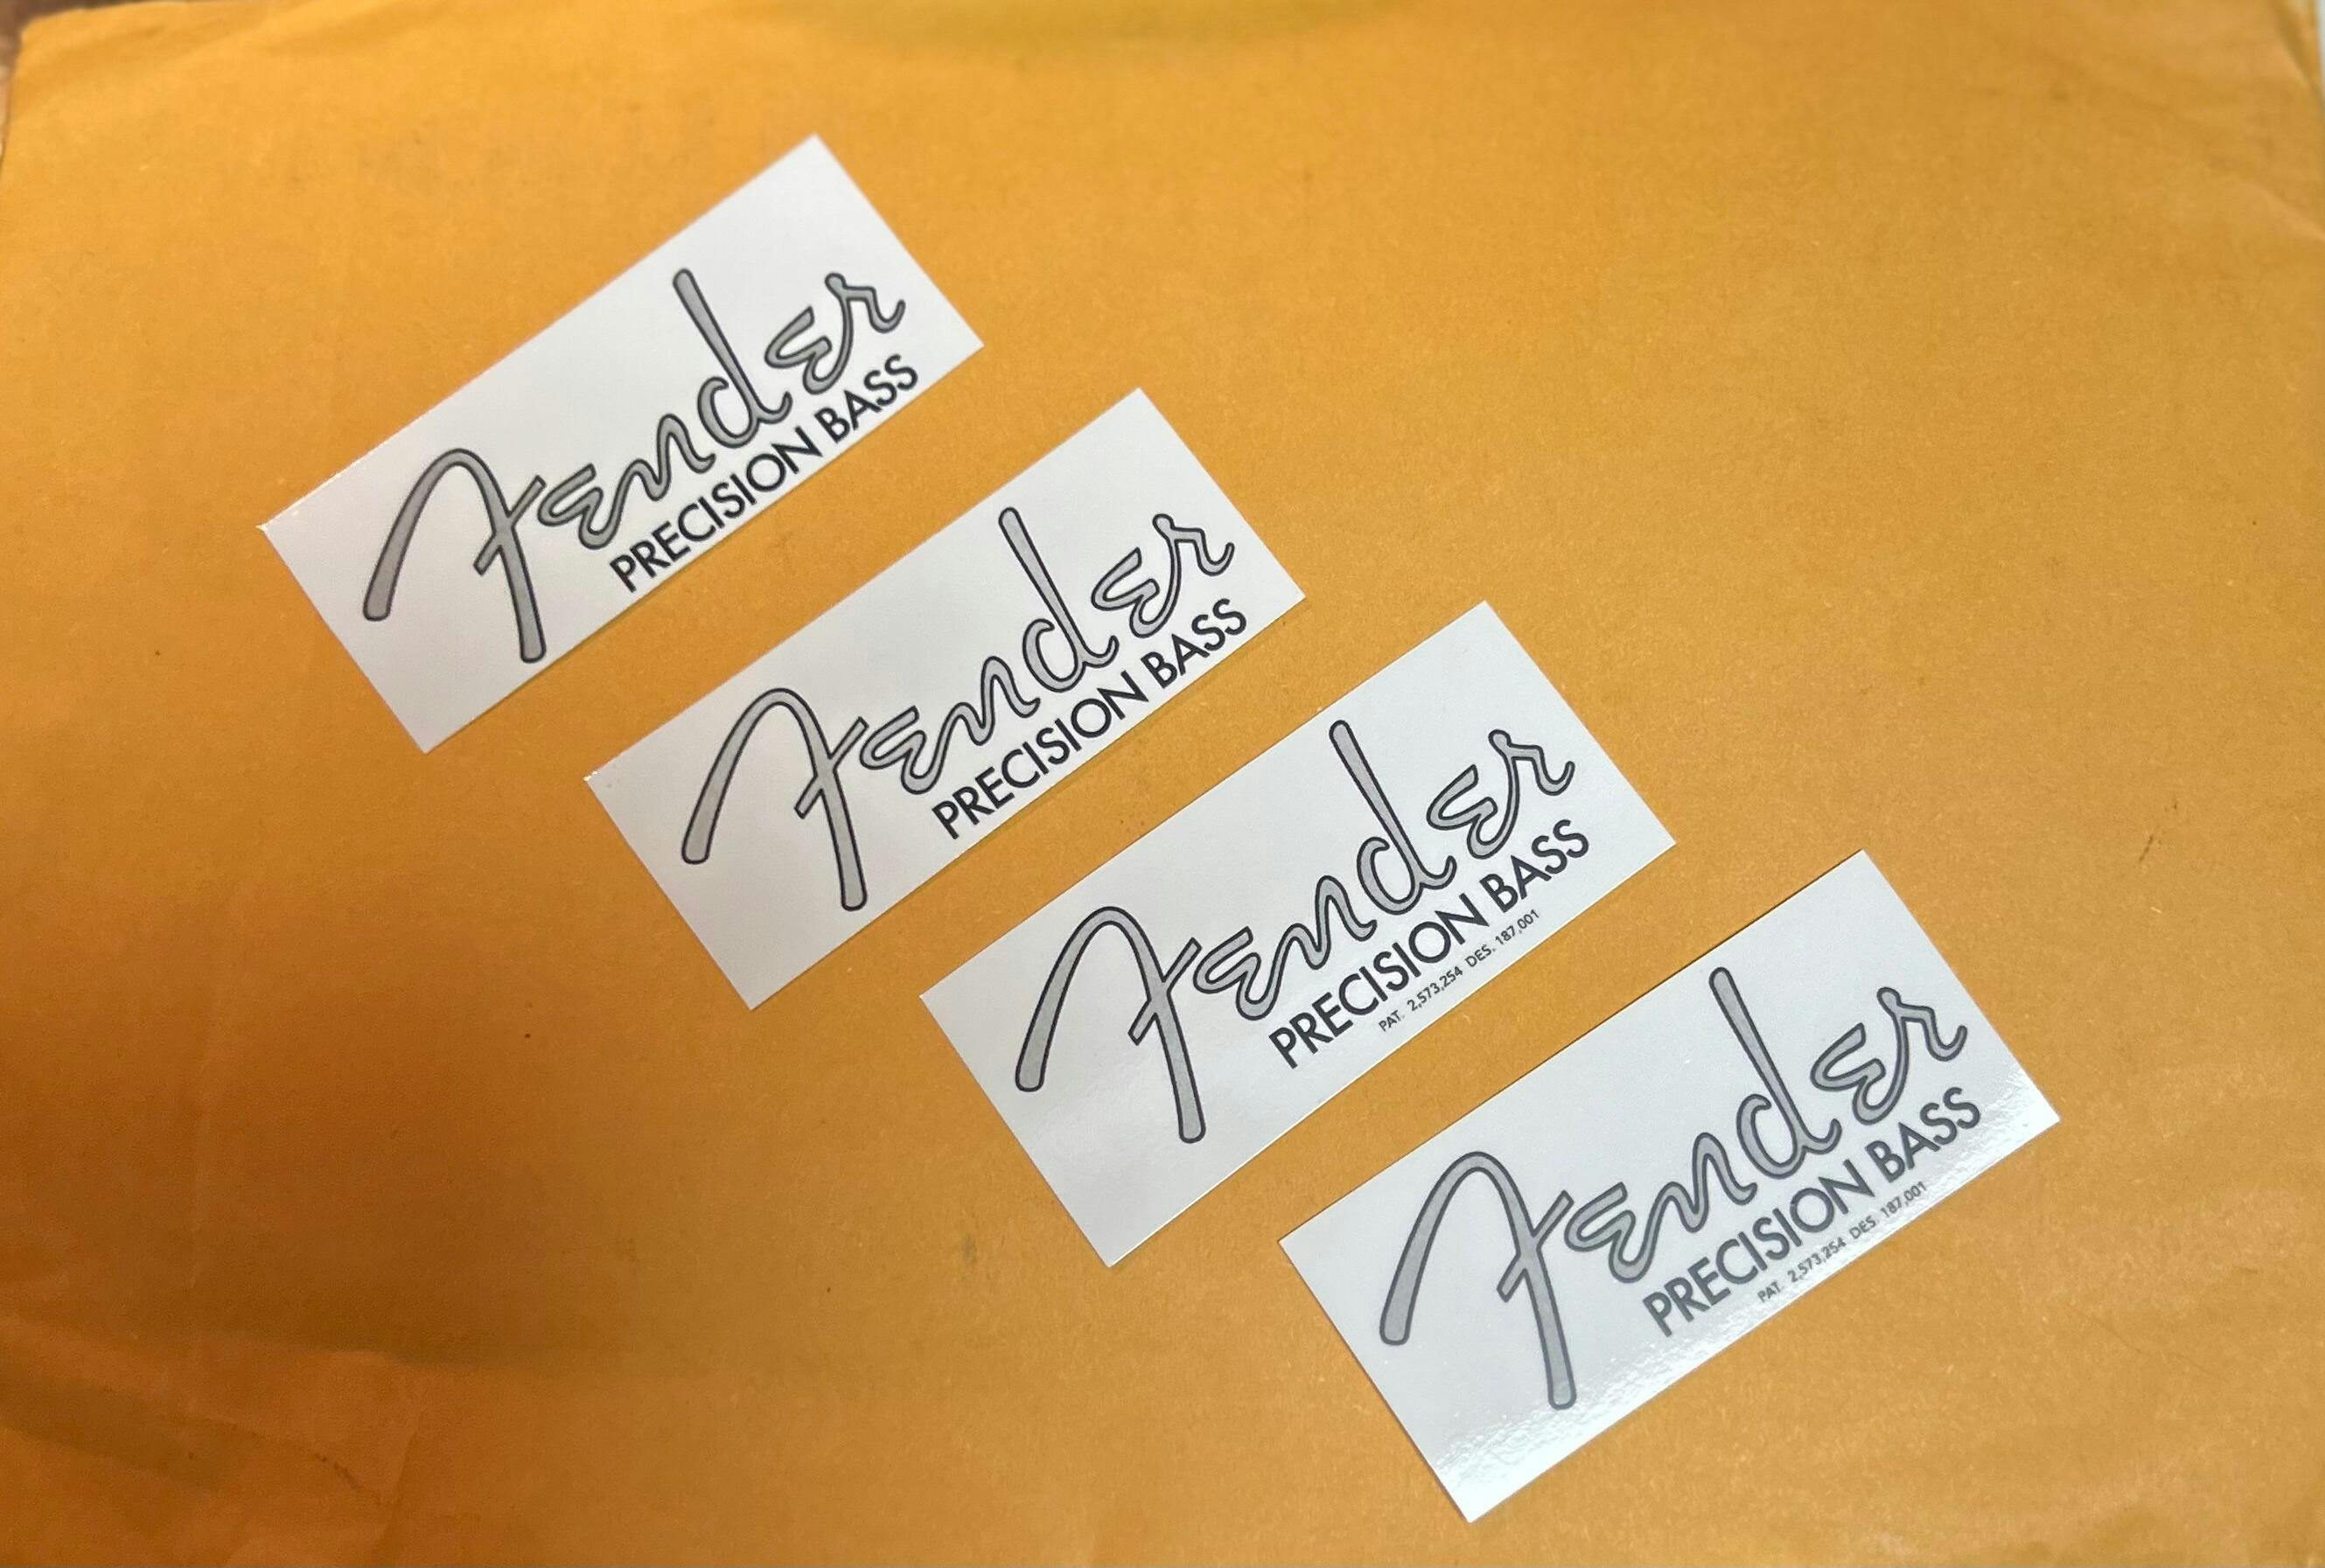 Fender
PRECISION BASS
Fender
PRECISION BASS
Fender
PRECISION BASS
PAT. 2,573,254 DES. 187,001
Fender
PRECISION BASS
PAT. 2,573,254 DES. 187,001